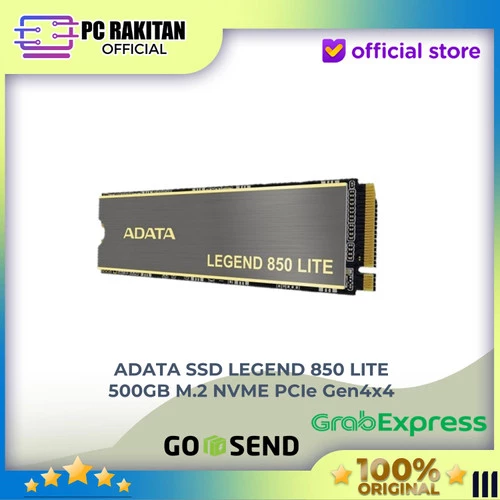 PC RAKITAN
OFFICIAL
official store
ADATA
LEGEND 850 LITE
ADATA SSD LEGEND 850 LITE
500GB M.2 NVME PCIe Gen4x4
GrabExpress
GO SEND
100%
ORIGINAL